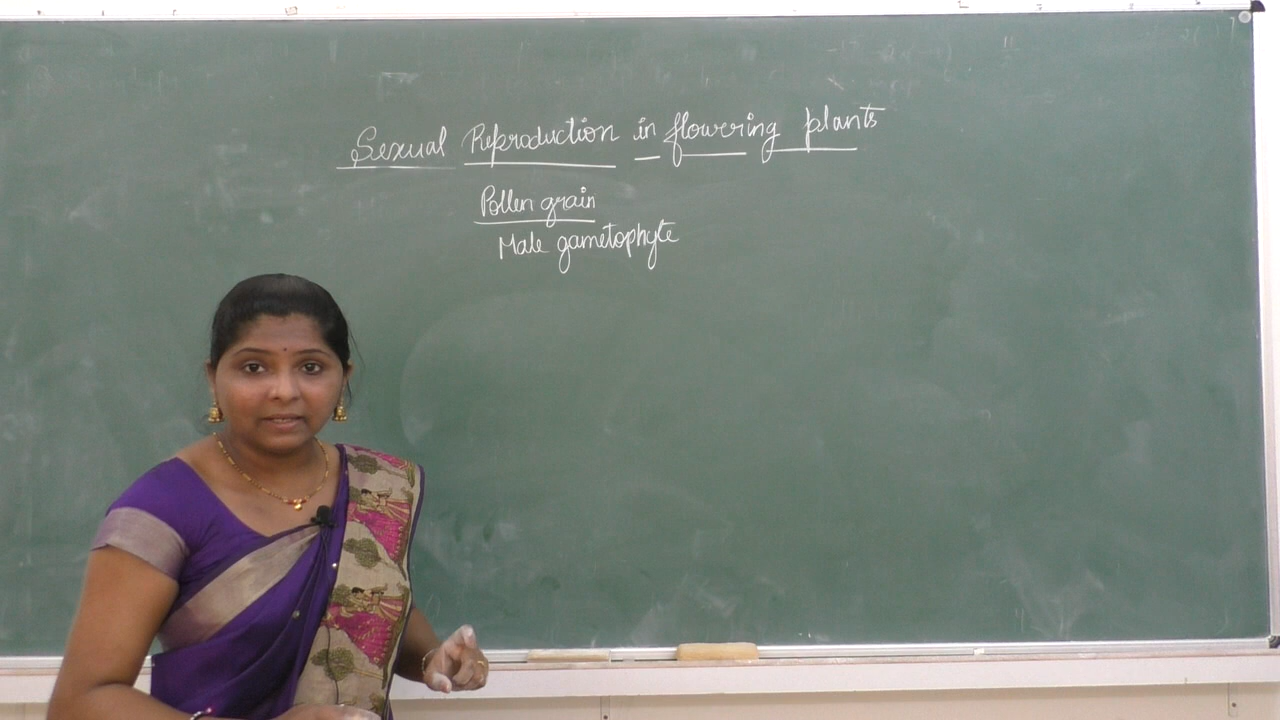 Sexual Reproduction in flowering plants
Pollen grain
Male gametophyte